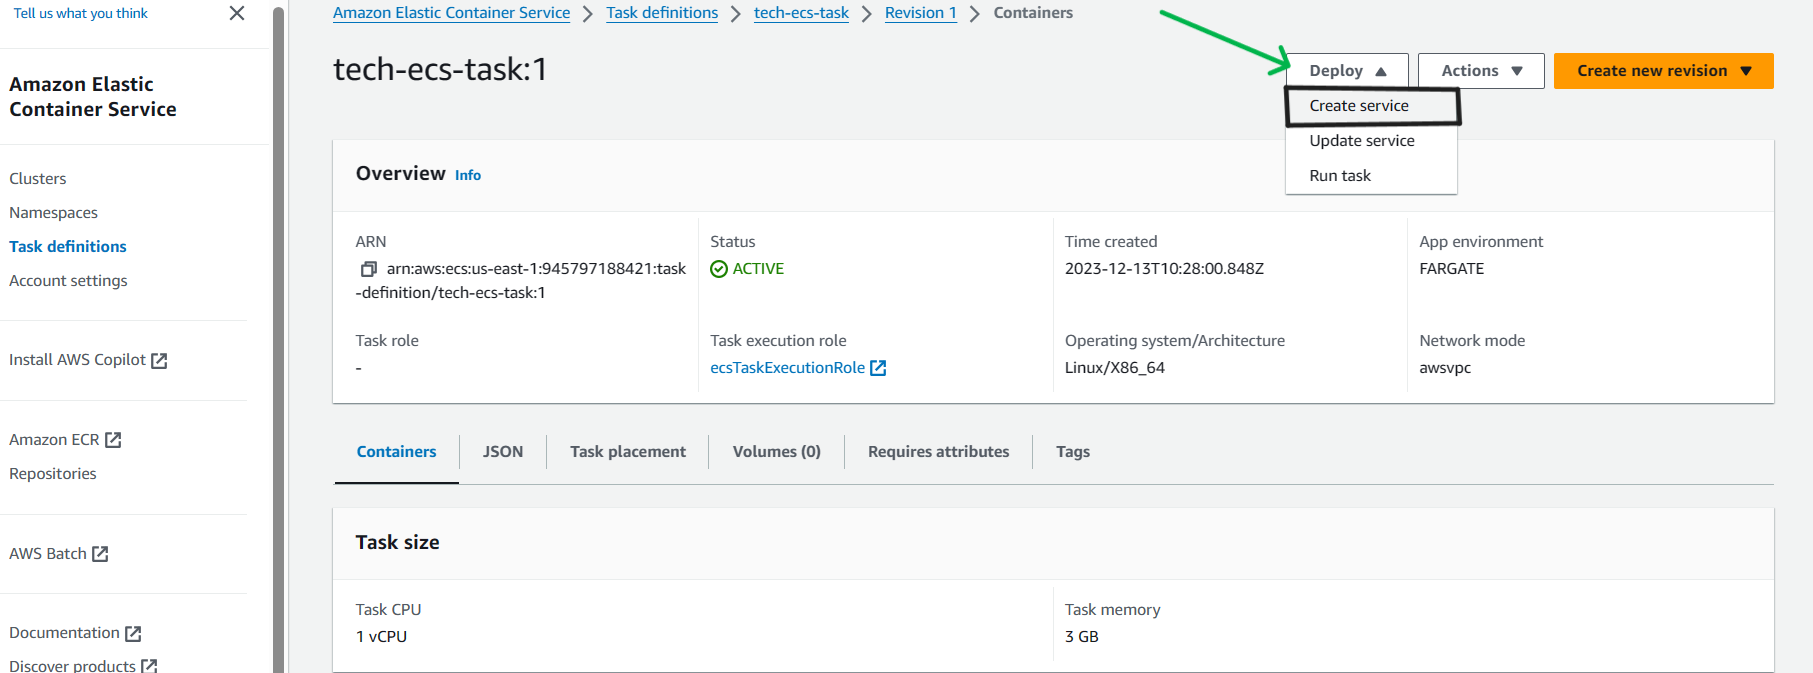 Tell us what you think
Amazon Elastic
Container Service
Clusters
Namespaces
Task definitions
Account settings
Install AWS Copilot
Amazon ECR
Repositories
AWS Batch
Documentation
Discover products
Amazon Elastic Container Service > Task definitions > tech-ecs-task > Revision 1 > Containers
tech-ecs-task:1
Deploy ▲
Actions ▼
Create new revision ▼
Create service
Update service
Run task
Overview Info
ARN
arn:aws:ecs:us-east-1:945797188421:task
-definition/tech-ecs-task:1
Status
ACTIVE
Time created
2023-12-13T10:28:00.848Z
App environment
FARGATE
Task role
-
Task execution role
ecsTaskExecutionRole
Operating system/Architecture
Linux/X86_64
Network mode
awsvpc
Containers
JSON
Task placement
Volumes (0)
Requires attributes
Tags
Task size
Task CPU
1 vCPU
Task memory
3 GB